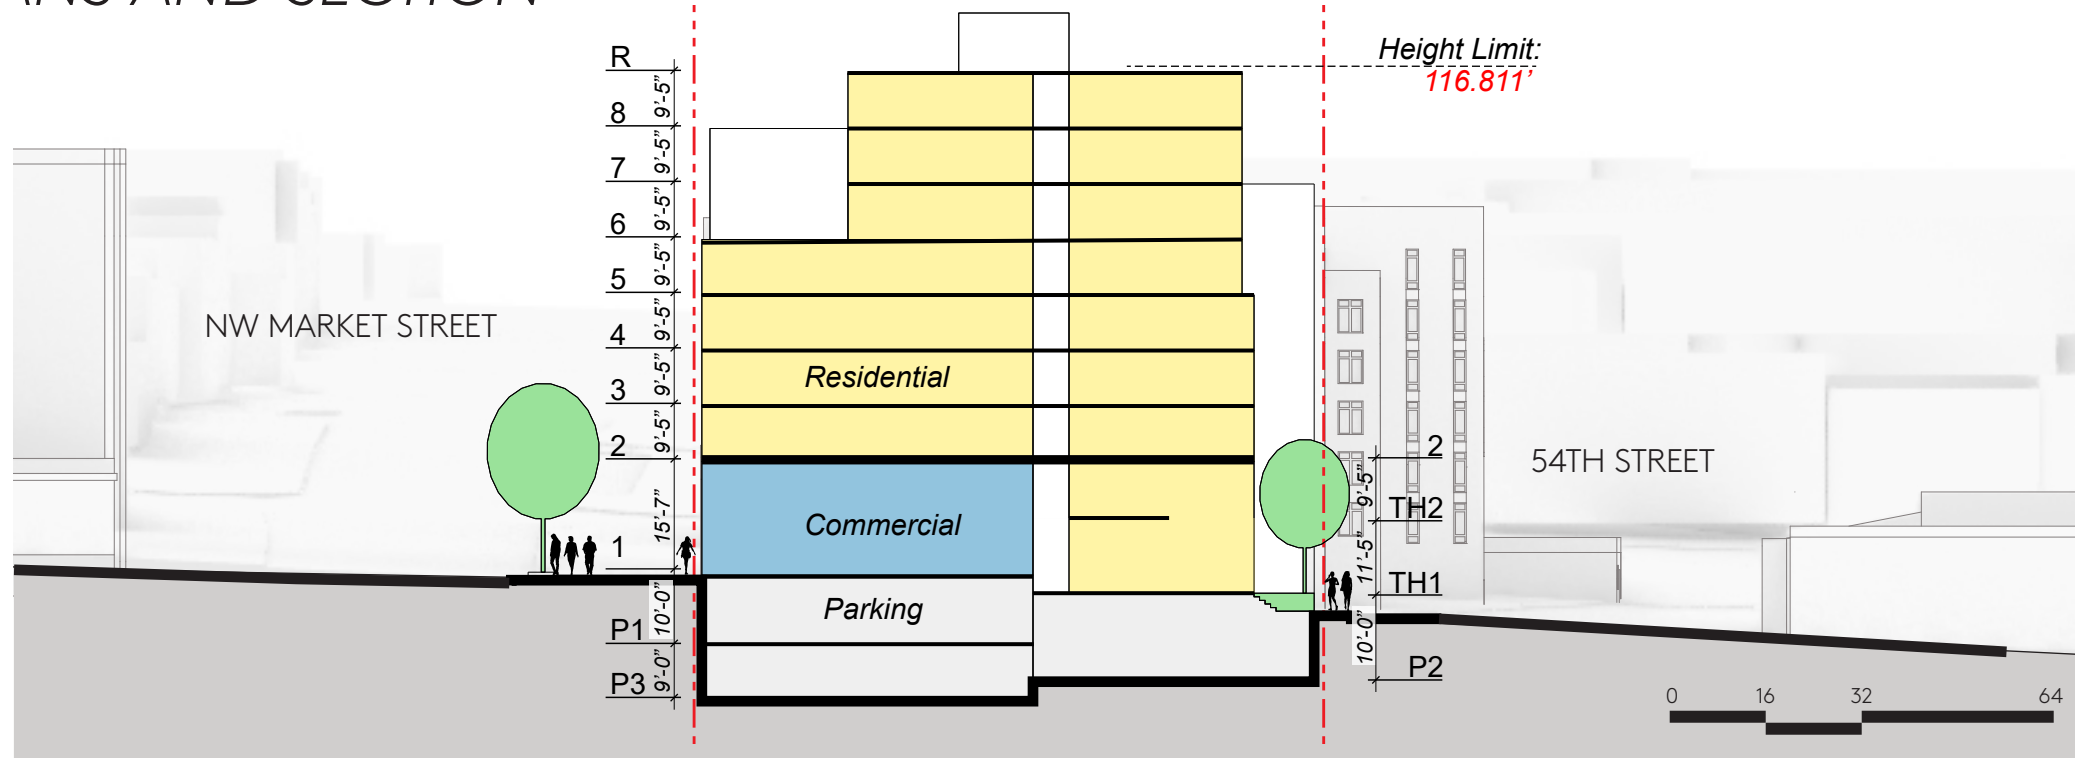 AND SECTION
Height Limit:
116.811’
R
9’-5”
8
9’-5”
7
9’-5”
6
9’-5”
5
9’-5”
4
9’-5”
3
9’-5”
2
15’-7”
1
10’-0”
P1
9’-0”
P3
NW MARKET STREET
Residential
Commercial
Parking
2
9’-5”
TH2
11’-5”
TH1
10’-0”
P2
54TH STREET
0 16 32 64